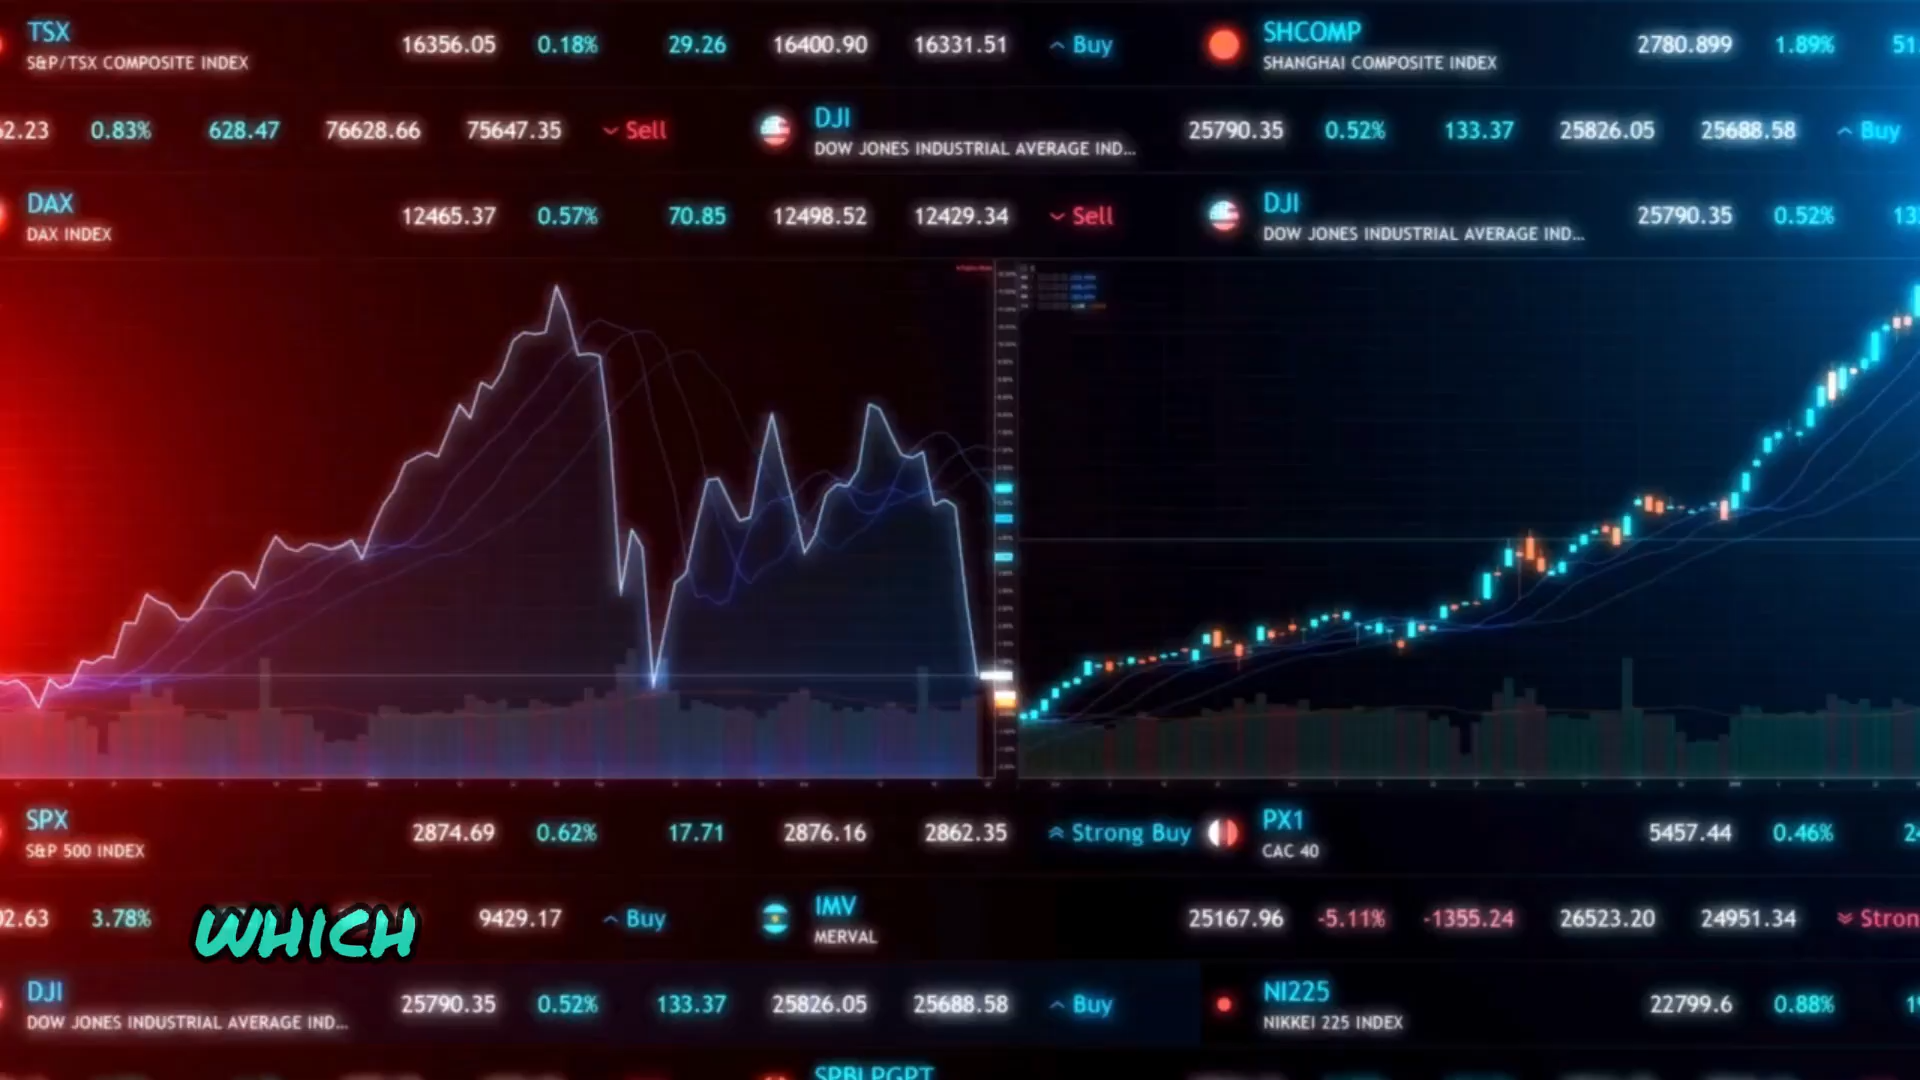 TSX 16356.05 0.18% 29.26 16400.90 16331.51 Buy SHCOMP 2780.899 1.89%
S&P/TSX COMPOSITE INDEX SHANGHAI COMPOSITE INDEX
0.83% 628.47 76628.66 75647.35 Sell DJI 25790.35 0.52% 133.37 25826.05 25688.58 Buy
DOW JONES INDUSTRIAL AVERAGE IND...
DAX 12465.37 0.57% 70.85 12498.52 12429.34 Sell DJI 25790.35 0.52%
DAX INDEX DOW JONES INDUSTRIAL AVERAGE IND...
SPX 2874.69 0.62% 17.71 2876.16 2862.35 Strong Buy PX1 5457.44 0.46%
S&P 500 INDEX CAC 40
3.78% WHICH 9429.17 Buy IMV 25167.96 -5.11% -1355.24 26523.20 24951.34
MERVAL
DJI 25790.35 0.52% 133.37 25826.05 25688.58 Buy NI225 22799.6 0.88%
DOW JONES INDUSTRIAL AVERAGE IND... NIKKEI 225 INDEX
SPBLPGPT